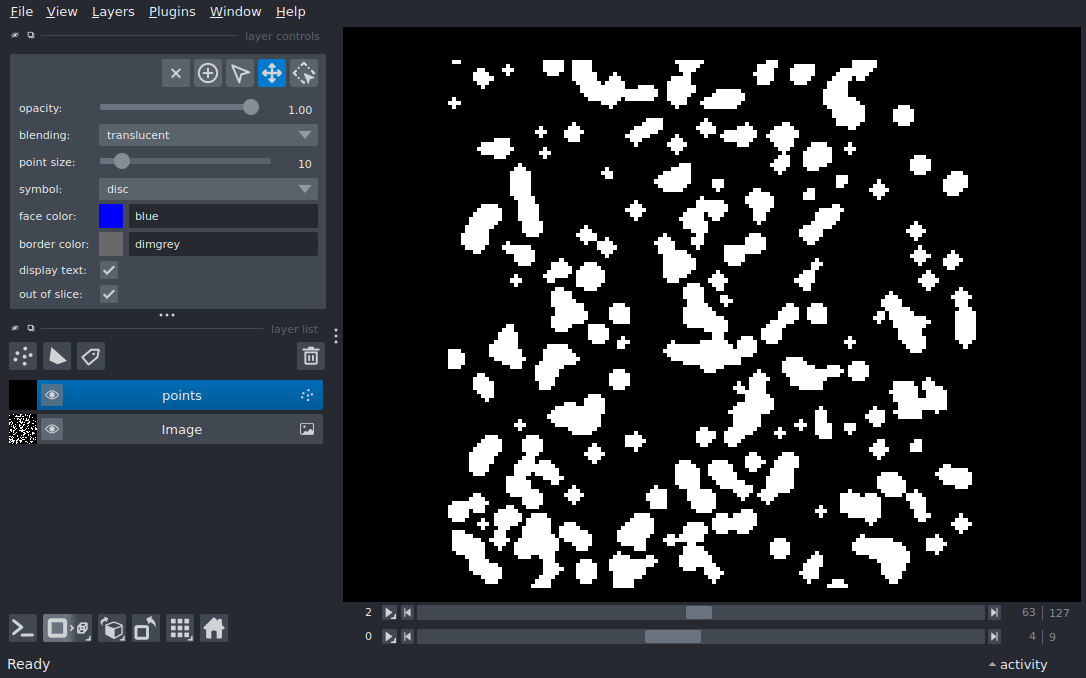 File View Layers Plugins Window Help
layer controls
opacity: 1.00
blending: translucent
point size: 10
symbol: disc
face color: blue
border color: dimgrey
display text:
out of slice:
layer list
points
Image
2 63 127
0 4 9
Ready activity